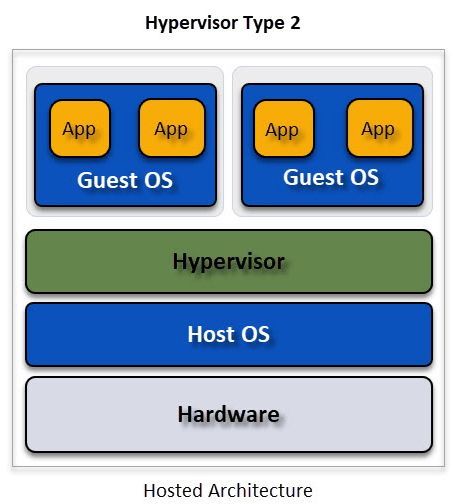 Hypervisor Type 2
App App App App
Guest OS Guest OS
Hypervisor
Host OS
Hardware
Hosted Architecture